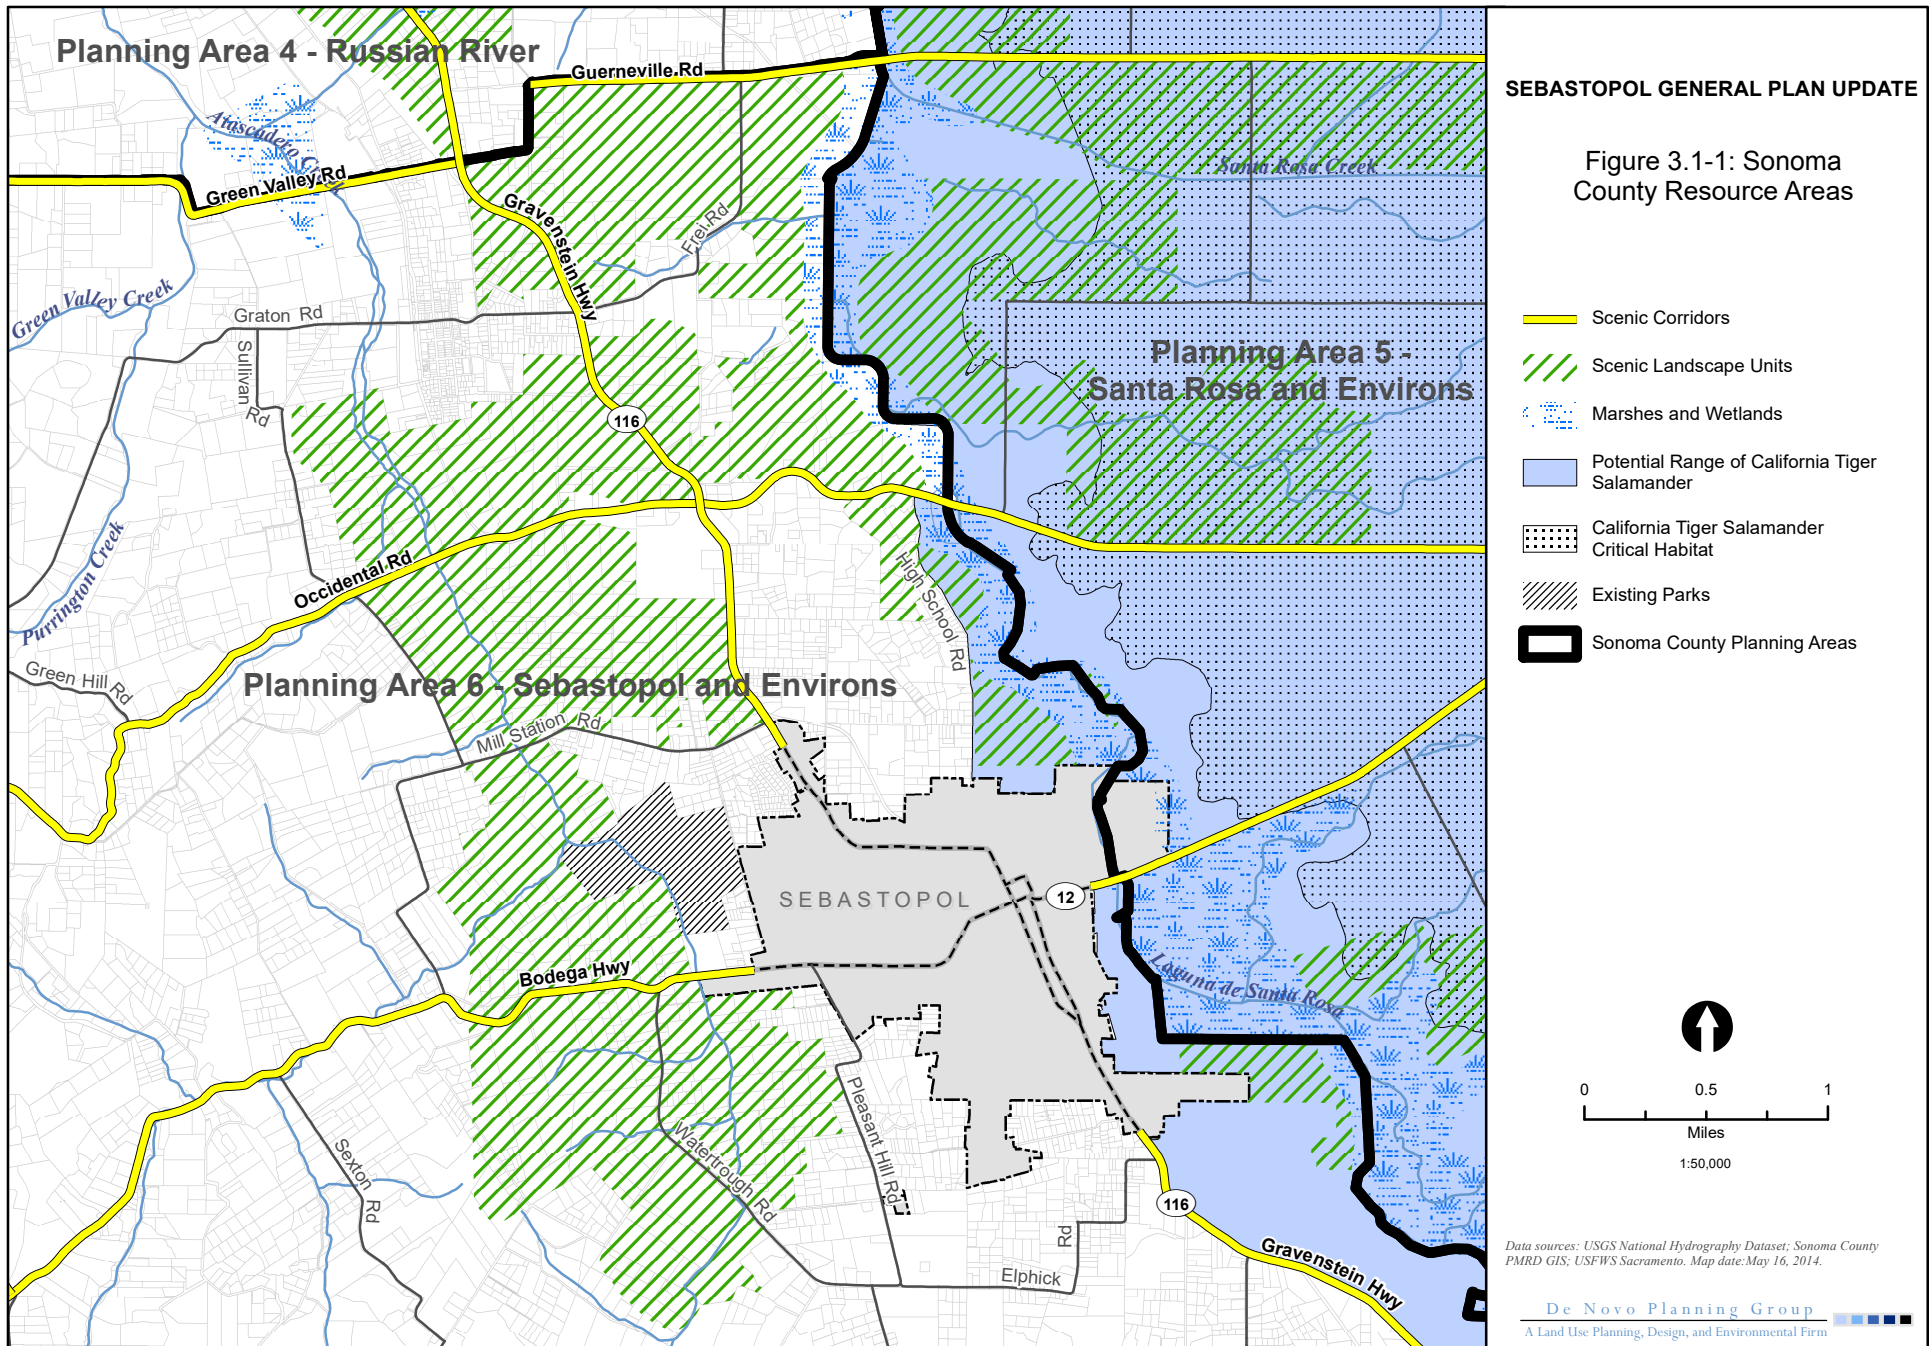 Planning Area 4 - Russian River
Guerneville Rd
Atascadero Creek
Green Valley Rd
Santa Rosa Creek
Gravenstein Hwy
Frei Rd
Green Valley Creek
Graton Rd
Sullivan
Rd
Planning Area 5 -
Santa Rosa and Environs
116
Purrington Creek
Occidental Rd
High School Rd
Green Hill Rd
Planning Area 6 - Sebastopol and Environs
Mill Station Rd
SEBASTOPOL
12
Bodega Hwy
Laguna de Santa Rosa
Pleasant Hill Rd
Watertrough Rd
Sexton Rd
116
Rd
Elphick
Gravenstein Hwy
SEBASTOPOL GENERAL PLAN UPDATE
Figure 3.1-1: Sonoma
County Resource Areas
Scenic Corridors
Scenic Landscape Units
Marshes and Wetlands
Potential Range of California Tiger
Salamander
California Tiger Salamander
Critical Habitat
Existing Parks
Sonoma County Planning Areas
0 0.5 1
Miles
1:50,000
Data sources: USGS National Hydrography Dataset; Sonoma County
PMRD GIS; USFWS Sacramento. Map date: May 16, 2014.
De Novo Planning Group
A Land Use Planning, Design, and Environmental Firm